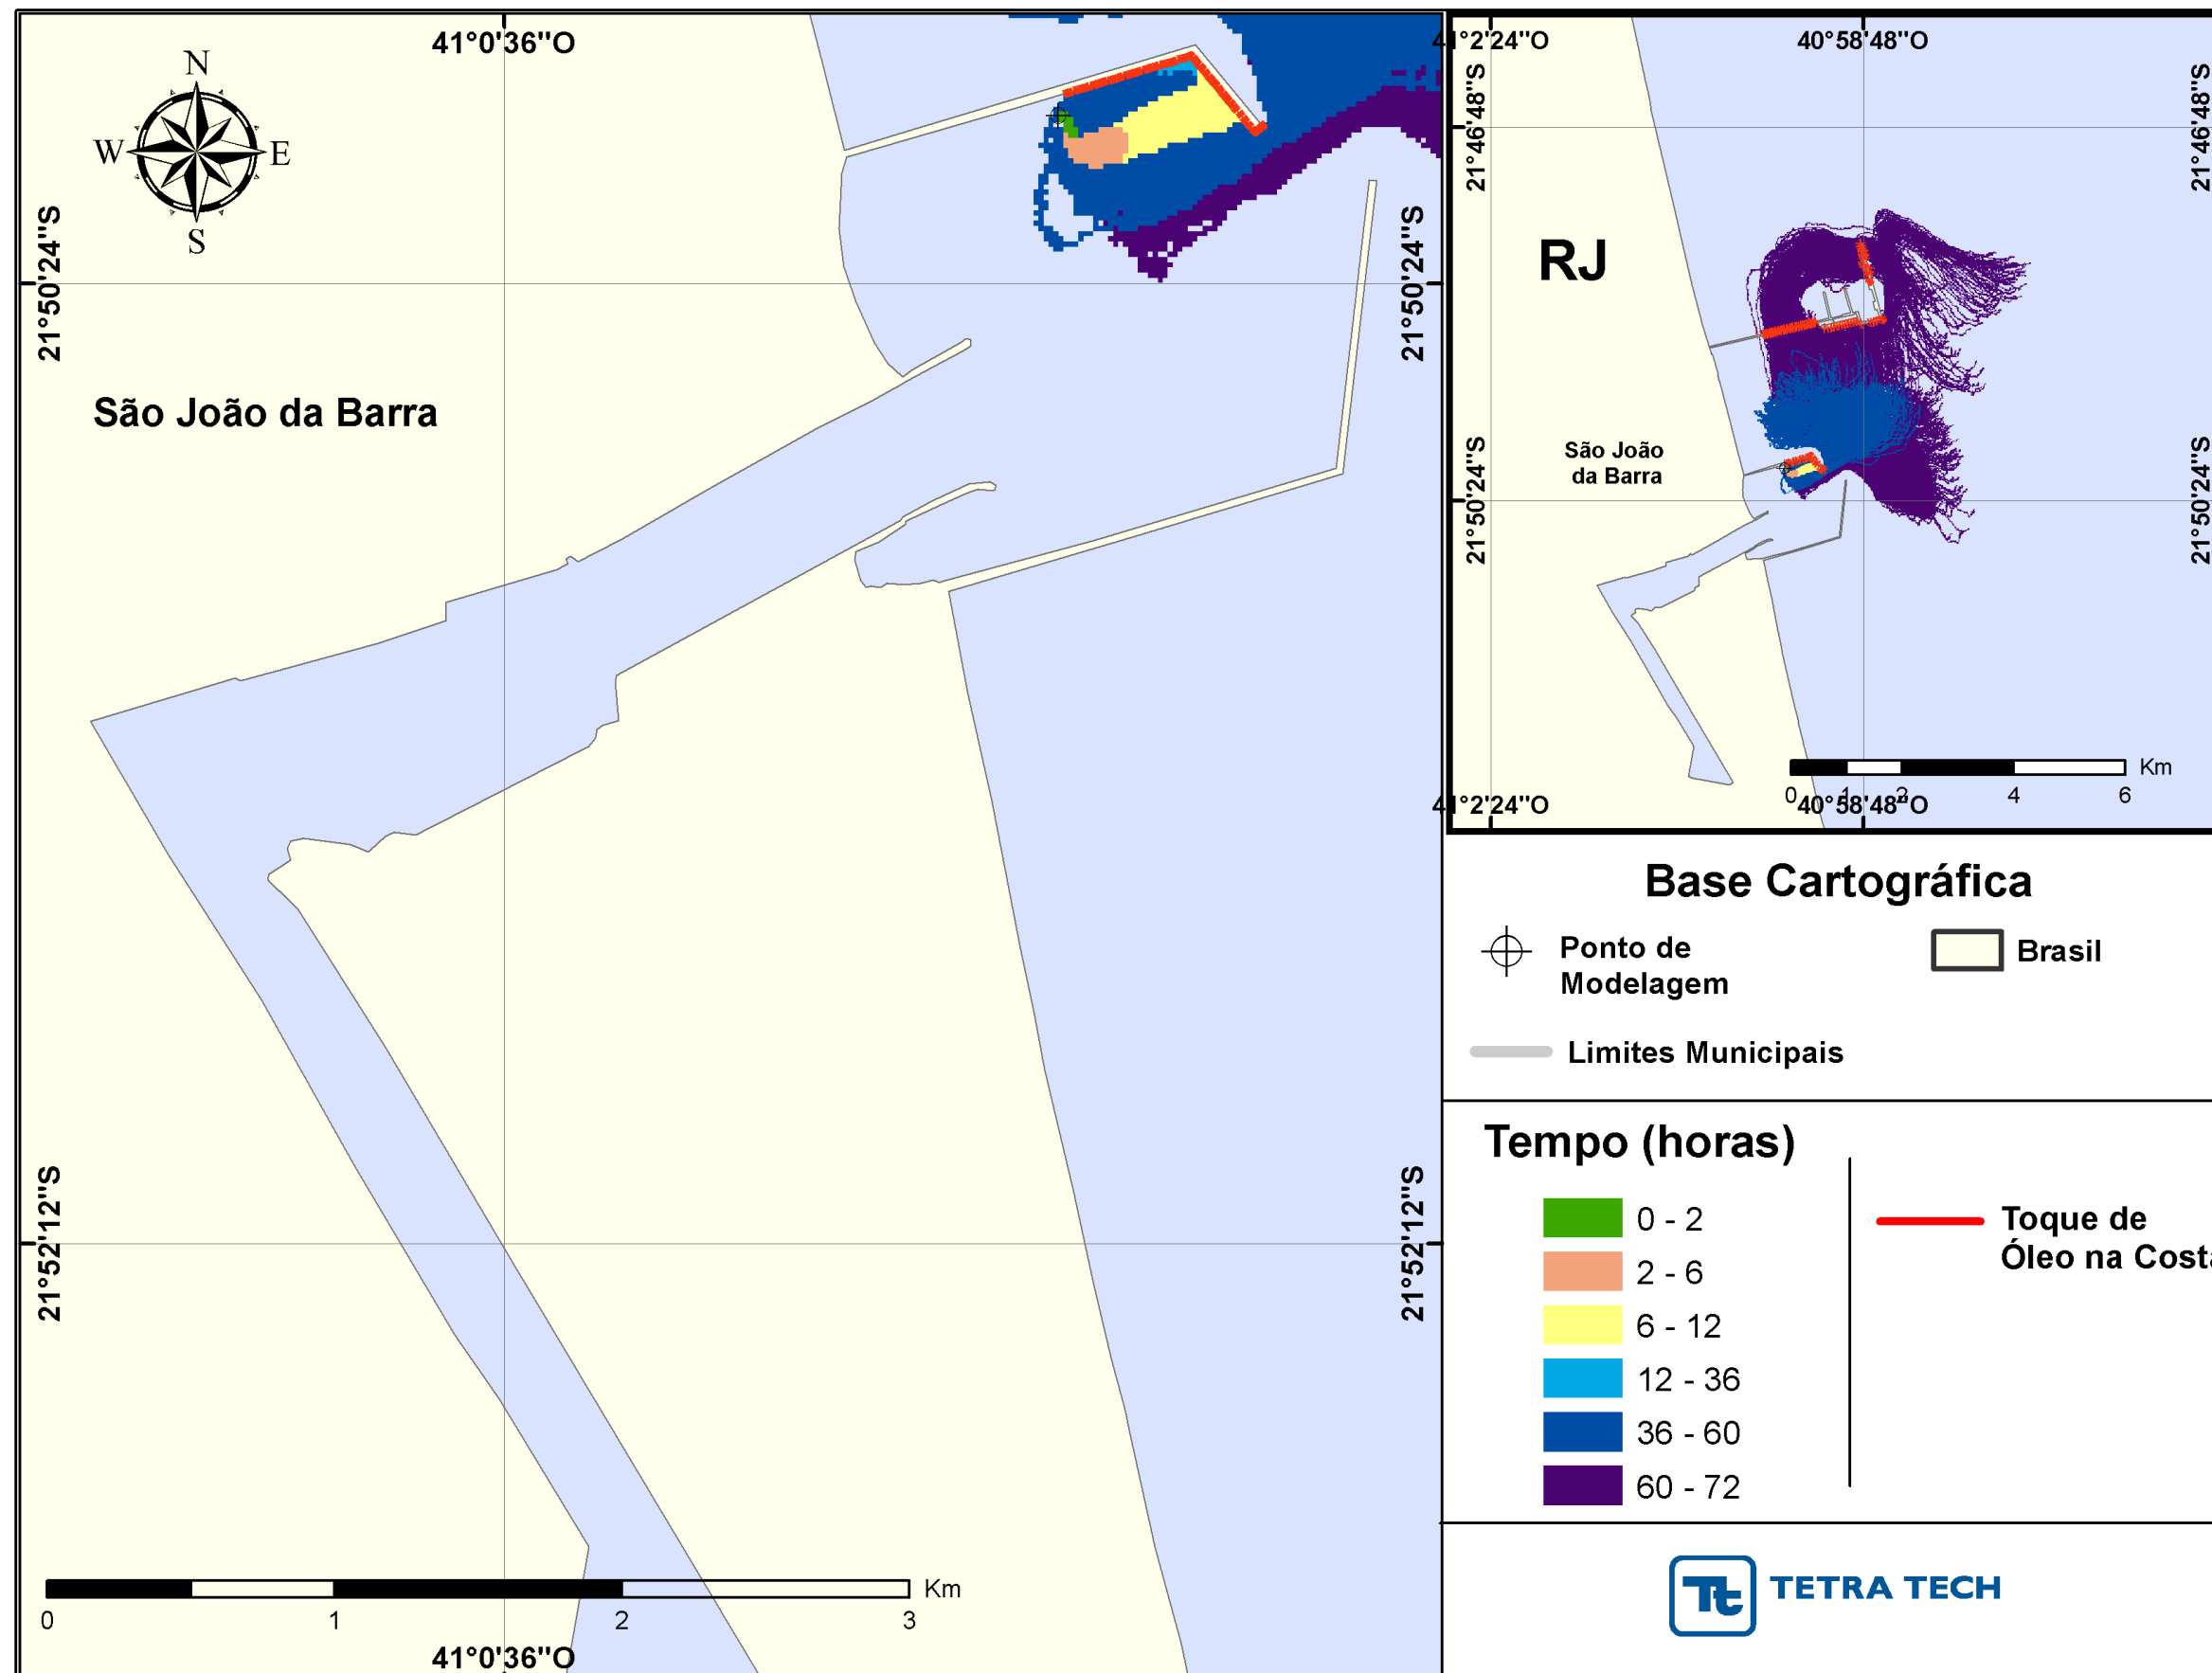 41°0'36"O
N
W
E
S
21°50'24"S
21°50'24"S
São João da Barra
21°52'12"S
21°52'12"S
Km
0
1
2
3
41°0'36"O
41°2'24"O
40°58'48"O
21°46'48"S
21°46'48"S
RJ
São João
da Barra
21°50'24"S
21°50'24"S
Km
0
1
2
4
6
41°2'24"O
40°58'48"O
Base Cartográfica
Ponto de
Modelagem
Brasil
Limites Municipais
Tempo (horas)
0 - 2
2 - 6
6 - 12
12 - 36
36 - 60
60 - 72
Toque de
Óleo na Costa
Tt
TETRA TECH